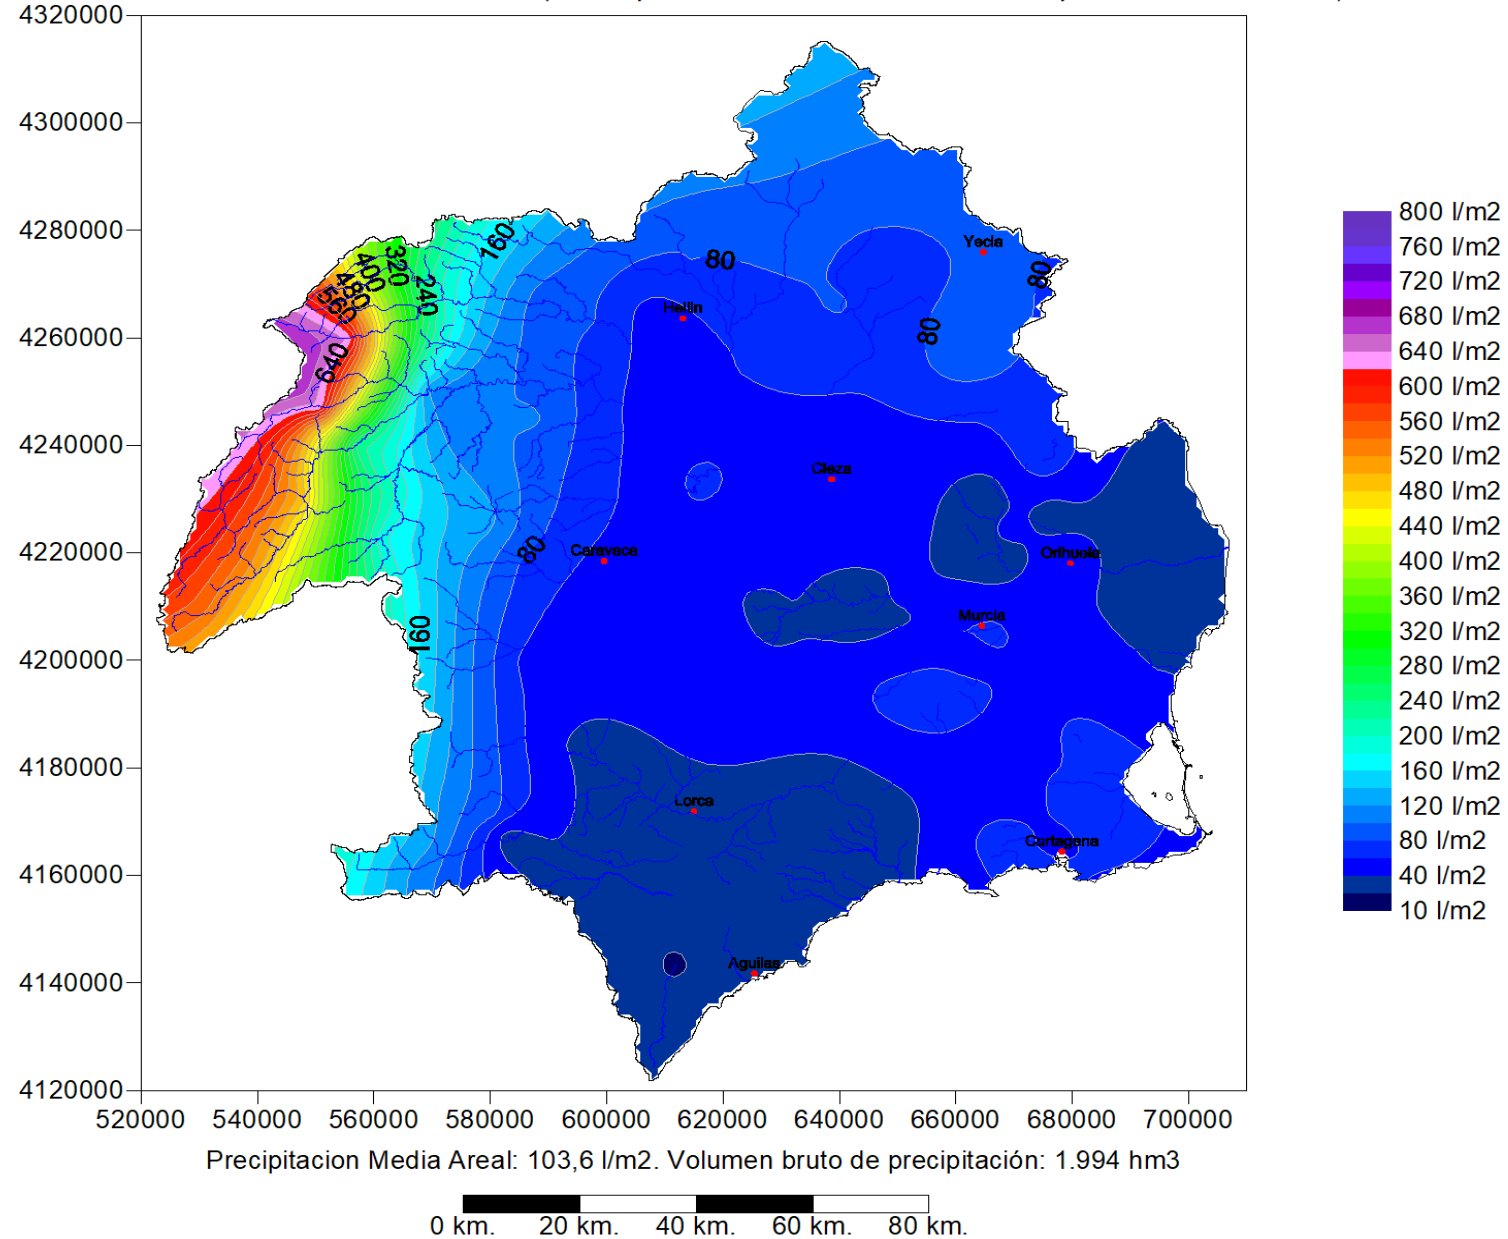 4320000
4300000
4280000
4260000
4240000
4220000
4200000
4180000
4160000
4140000
4120000
520000 540000 560000 580000 600000 620000 640000 660000 680000 700000
560
480
400
320
240
160
640
80
80
80
80
160
Yecla
Hellin
Cieza
Caravaca
Orihuela
Murcia
Lorca
Cartagena
Aguilas
800 l/m2
760 l/m2
720 l/m2
680 l/m2
640 l/m2
600 l/m2
560 l/m2
520 l/m2
480 l/m2
440 l/m2
400 l/m2
360 l/m2
320 l/m2
280 l/m2
240 l/m2
200 l/m2
160 l/m2
120 l/m2
80 l/m2
40 l/m2
10 l/m2
Precipitacion Media Areal: 103,6 l/m2. Volumen bruto de precipitación: 1.994 hm3
0 km. 20 km. 40 km. 60 km. 80 km.